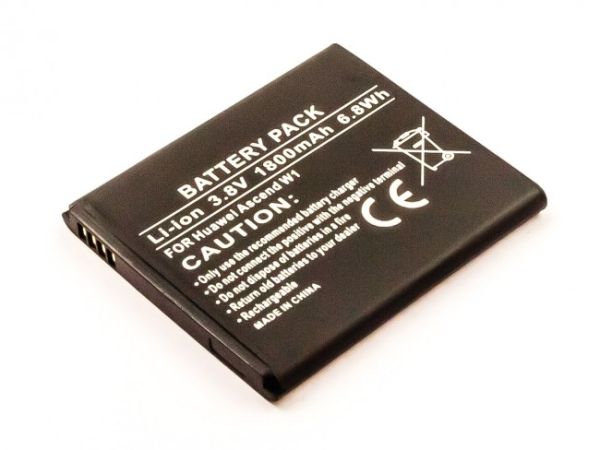 BATTERY PACK
Li-ion 3.8V 1800mAh 6.8Wh
FOR Huawei Ascend W1
CAUTION:
•Only use the recommended battery charger
•Do not connect the positive with the negative
•Do not dispose of batteries in a fire
•Return old batteries to your dealer
•Rechargeable
MADE IN CHINA
CE